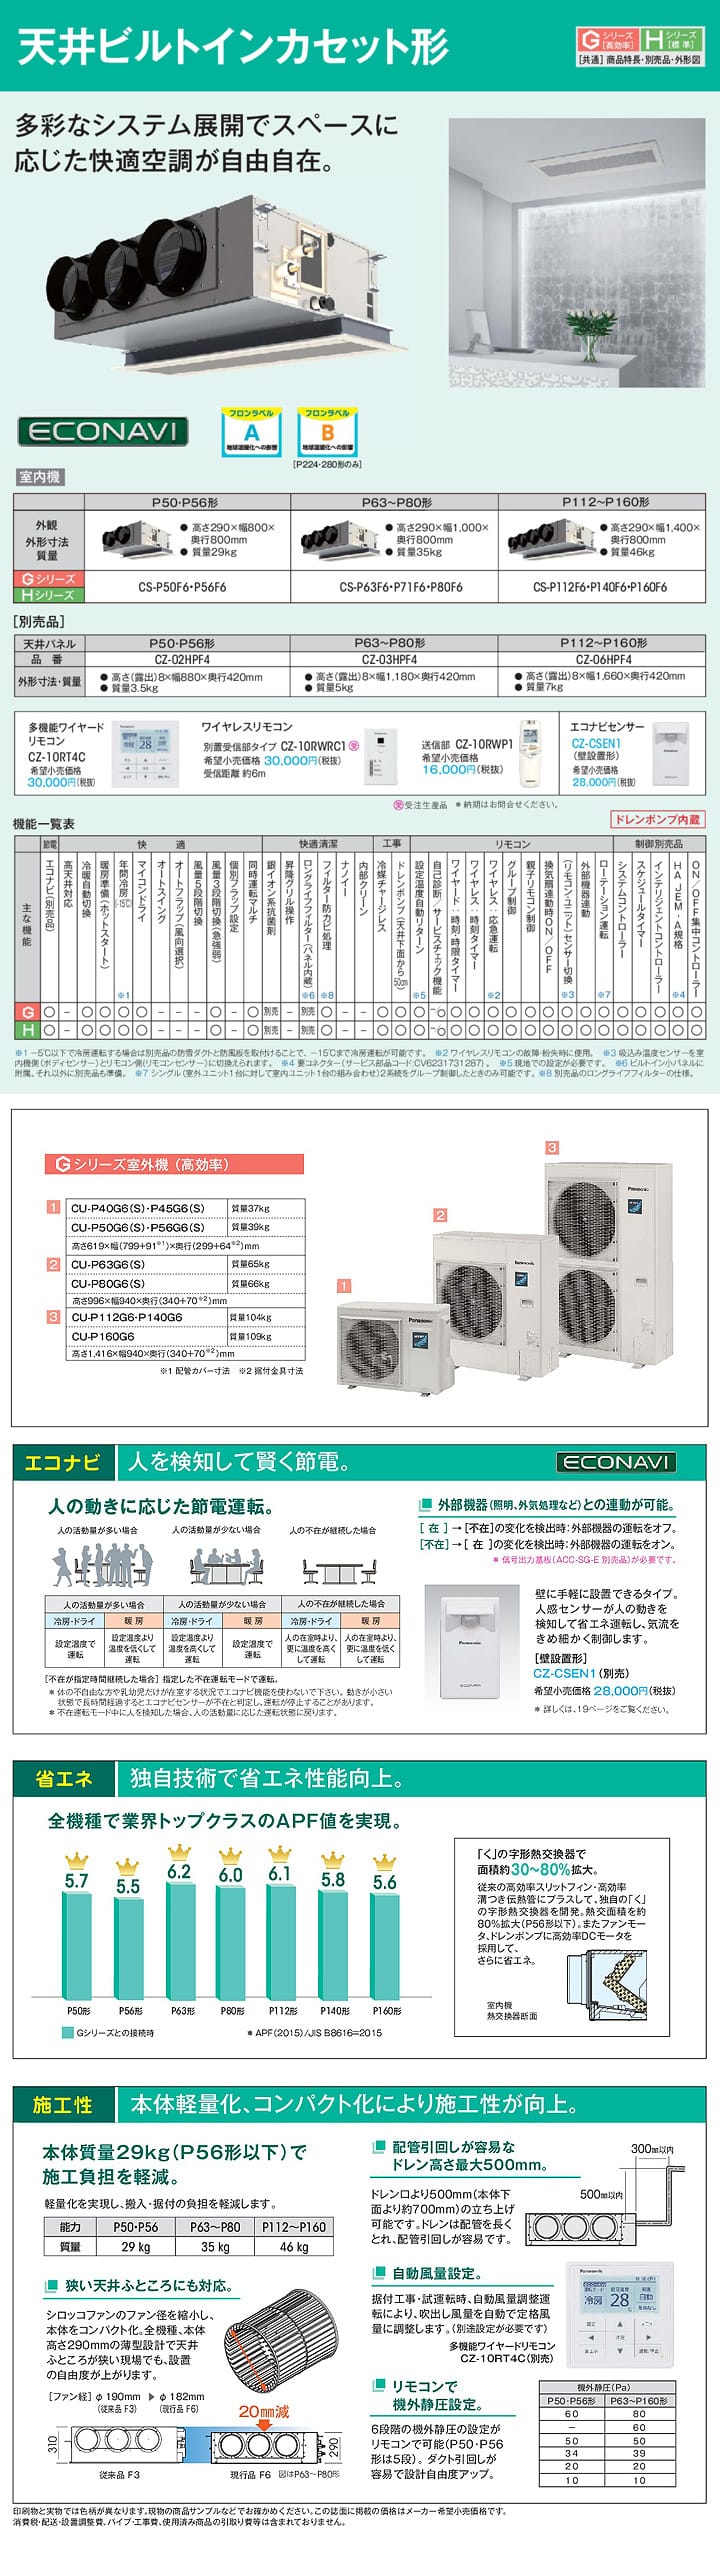 天井ビルトインカセット形
Gシリーズ[高効率] Hシリーズ[標準]
[共通] 商品特長・別売品・外形図
多彩なシステム展開でスペースに
応じた快適空調が自由自在。
ECONAVI
フロンラベル A 地球温暖化への影響
フロンラベル B 地球温暖化への影響
[P224・280形のみ]
室内機
P50・P56形 P63〜P80形 P112〜P160形
外観
外形寸法
質量
●高さ290×幅800×奥行800mm
●質量29kg
●高さ290×幅1,000×奥行800mm
●質量35kg
●高さ290×幅1,400×奥行800mm
●質量46kg
Gシリーズ
Hシリーズ
CS-P50F6・P56F6 CS-P63F6・P71F6・P80F6 CS-P112F6・P140F6・P160F6
[別売品]
天井パネル P50・P56形 P63〜P80形 P112〜P160形
品番 CZ-02HPF4 CZ-03HPF4 CZ-06HPF4
外形寸法・質量
●高さ(露出)8×幅880×奥行420mm
●質量3.5kg
●高さ(露出)8×幅1,180×奥行420mm
●質量5kg
●高さ(露出)8×幅1,660×奥行420mm
●質量7kg
多機能ワイヤード
リモコン
CZ-10RT4C
希望小売価格
30,000円(税抜)
ワイヤレスリモコン
別置受信部タイプ CZ-10RWRC1 受
希望小売価格 30,000円(税抜)
受信距離 約6m
送信部 CZ-10RWP1
希望小売価格
16,000円(税抜)
エコナビセンサー
CZ-CSEN1
(壁設置形)
希望小売価格
28,000円(税抜)
受 受注生産品 *納期はお問合せください。
機能一覧表
ドレンポンプ内蔵
節電 快適 快適清潔 工事 リモコン 制御別売品
主な機能
エコナビ(別売品)
高天井対応
冷暖自動切換
暖房準備(ホットスタート)
年間冷房(-15℃) ※1
マイコンドライ
オートスイング
オートフラップ(風向選択)
風量5段階切換
風量3段階切換(急強弱)
個別フラップ設定
同時運転マルチ
銀イオン系抗菌剤
昇降グリル操作
ロングライフフィルター(パネル内蔵) ※6
フィルター防カビ処理 ※8
ナノイー
内部クリーン
冷媒チャージレス
ドレンポンプ(天井下面から50cm)
設定温度自動リターン ※5
自己診断/サービスチェック機能
ワイヤード:時刻・時限タイマー
ワイヤレス:時刻タイマー
ワイヤレス:応急運転 ※2
グループ制御
親子リモコン制御
換気扇連動時ON/OFF
(リモコン・ユニット)センサー切換 ※3
外部機器連動
ローテーション運転 ※7
システムコントローラー
スケジュールタイマー
インテリジェントコントローラー
HA JEM-A規格 ※4
ON/OFF集中コントローラー
G ○ − ○ ○ ○ ○ − − − ○ − ○ 別売 − 別売 ○ − − ○ ○ ○ −○ ○ ○ ○ ○ ○ ○ ○ ○ ○ ○ ○ ○ ○ ○
H ○ − ○ ○ ○ ○ − − − ○ − ○ 別売 − 別売 ○ − − ○ ○ ○ −○ ○ ○ ○ ○ ○ ○ ○ ○ ○ ○ ○ ○ ○ ○
※1 −5℃以下で冷房運転する場合は別売品の防雪ダクトと防風板を取付けることで、−15℃まで冷房運転が可能です。 ※2 ワイヤレスリモコンの故障・紛失時に使用。 ※3 吸込み温度センサーを室
内機側(ボディセンサー)とリモコン側(リモコンセンサー)に切換えられます。 ※4 要コネクター(サービス部品コード:CV6231731287)。 ※5 現地での設定が必要です。 ※6 ビルトイン小パネルに
附属。それ以外に別売品も準備。 ※7 シングル(室外ユニット1台に対して室内ユニット1台の組み合わせ)2系統をグループ制御したときのみ可能です。 ※8 別売品のロングライフフィルターの仕様。
Gシリーズ室外機(高効率)
1 CU-P40G6(S)・P45G6(S) 質量37kg
CU-P50G6(S)・P56G6(S) 質量39kg
高さ619×幅(799+91※1)×奥行(299+64※2)mm
2 CU-P63G6(S) 質量65kg
CU-P80G6(S) 質量66kg
高さ996×幅940×奥行(340+70※2)mm
3 CU-P112G6・P140G6 質量104kg
CU-P160G6 質量109kg
高さ1,416×幅940×奥行(340+70※2)mm
※1 配管カバー寸法 ※2 据付金具寸法
1
2
3
Panasonic
Panasonic
Panasonic
エコナビ 人を検知して賢く節電。 ECONAVI
人の動きに応じた節電運転。
人の活動量が多い場合 人の活動量が少ない場合 人の不在が継続した場合
人の活動量が多い場合 人の活動量が少ない場合 人の不在が継続した場合
冷房・ドライ 暖房 冷房・ドライ 暖房 冷房・ドライ 暖房
設定温度で運転
設定温度より温度を低くして運転
設定温度より温度を高くして運転
設定温度で運転
人の在室時より、更に温度を高くして運転
人の在室時より、更に温度を低くして運転
[不在が指定時間継続した場合] 指定した不在運転モードで運転。
*体の不自由な方や乳幼児だけが在室する状況でエコナビ機能を使わないで下さい。動きが小さい
状態で長時間経過するとエコナビセンサーが不在と判定し、運転が停止することがあります。
*不在運転モード中に人を検知した場合、人の活動量に応じた運転状態に戻ります。
外部機器(照明、外気処理など)との連動が可能。
[在]→[不在]の変化を検出時:外部機器の運転をオフ。
[不在]→[在]の変化を検出時:外部機器の運転をオン。
*信号出力基板(ACC-SG-E 別売品)が必要です。
Panasonic
ECONAVI
壁に手軽に設置できるタイプ。
人感センサーが人の動きを
検知して省エネ運転し、気流を
きめ細かく制御します。
[壁設置形]
CZ-CSEN1(別売)
希望小売価格 28,000円(税抜)
*詳しくは、19ページをご覧ください。
省エネ 独自技術で省エネ性能向上。
全機種で業界トップクラスのAPF値を実現。
5.7 5.5 6.2 6.0 6.1 5.8 5.6
P50形 P56形 P63形 P80形 P112形 P140形 P160形
Gシリーズとの接続時
*APF(2015)/JIS B8616=2015
「く」の字形熱交換器で
面積約30〜80%拡大。
従来の高効率スリットフィン・高効率
溝つき伝熱管にプラスして、独自の「く」
の字形熱交換器を開発。熱交面積を約
80%拡大(P56形以下)。またファンモー
タ、ドレンポンプに高効率DCモータを
採用して、
さらに省エネ。
室内機
熱交換器断面
施工性 本体軽量化、コンパクト化により施工性が向上。
本体質量29kg(P56形以下)で
施工負担を軽減。
軽量化を実現し、搬入・据付の負担を軽減します。
能力 P50・P56 P63〜P80 P112〜P160
質量 29 kg 35 kg 46 kg
狭い天井ふところにも対応。
シロッコファンのファン径を縮小し、
本体をコンパクト化。全機種、本体
高さ290mmの薄型設計で天井
ふところが狭い現場でも、設置
の自由度が上がります。
[ファン経] φ190mm ▶ φ182mm
(従来品 F3) (現行品 F6)
20mm減
310
290
従来品 F3
現行品 F6 図はP63〜P80形
配管引回しが容易な
ドレン高さ最大500mm。
ドレン口より500mm(本体下
面より約700mm)の立ち上げ
可能です。ドレンは配管を長く
とれ、配管引回しが容易です。
300mm以内
500mm以内
自動風量設定。
据付工事・試運転時、自動風量調整運
転により、吹出し風量を自動で定格風
量に調整します。(別途設定が必要です)
多機能ワイヤードリモコン
CZ-10RT4C(別売)
リモコンで
機外静圧設定。
6段階の機外静圧の設定が
リモコンで可能(P50・P56
形は5段)。ダクト引回しが
容易で設計自由度アップ。
機外静圧(Pa)
P50・P56形 P63〜P160形
60 80
− 60
50 50
34 39
20 20
10 10
印刷物と実物では色柄が異なります。現物の商品サンプルなどでお確かめください。この誌面に掲載の価格はメーカー希望小売価格です。
消費税・配送・設置調整費、パイプ・工事費、使用済み商品の引取り費等は含まれておりません。